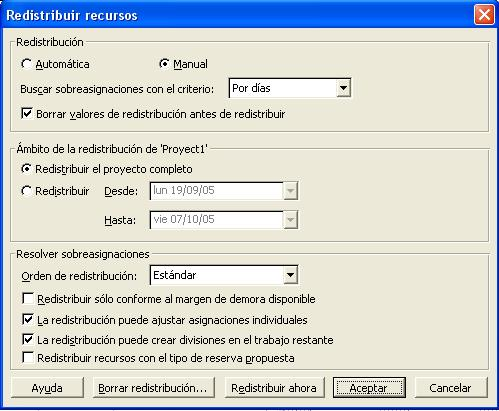 Redistribuir recursos
Redistribución
Automática Manual
Buscar sobreasignaciones con el criterio: Por días
Borrar valores de redistribución antes de redistribuir
Ámbito de la redistribución de 'Proyect1'
Redistribuir el proyecto completo
Redistribuir Desde: lun 19/09/05
Hasta: vie 07/10/05
Resolver sobreasignaciones
Orden de redistribución: Estándar
Redistribuir sólo conforme al margen de demora disponible
La redistribución puede ajustar asignaciones individuales
La redistribución puede crear divisiones en el trabajo restante
Redistribuir recursos con el tipo de reserva propuesta
Ayuda Borrar redistribución... Redistribuir ahora Aceptar Cancelar